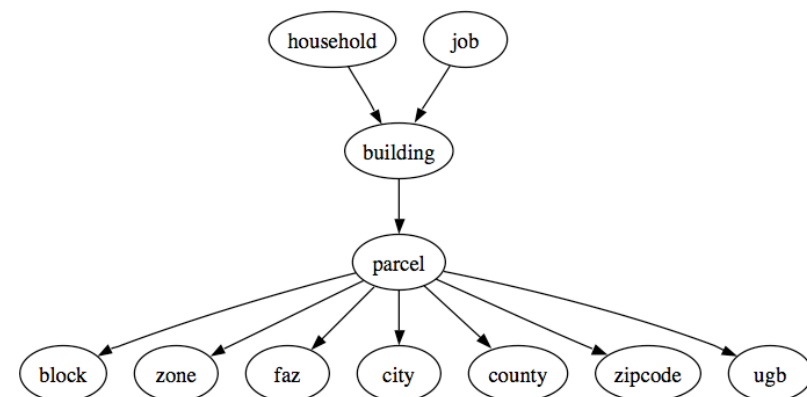 household
job
building
parcel
block
zone
faz
city
county
zipcode
ugb